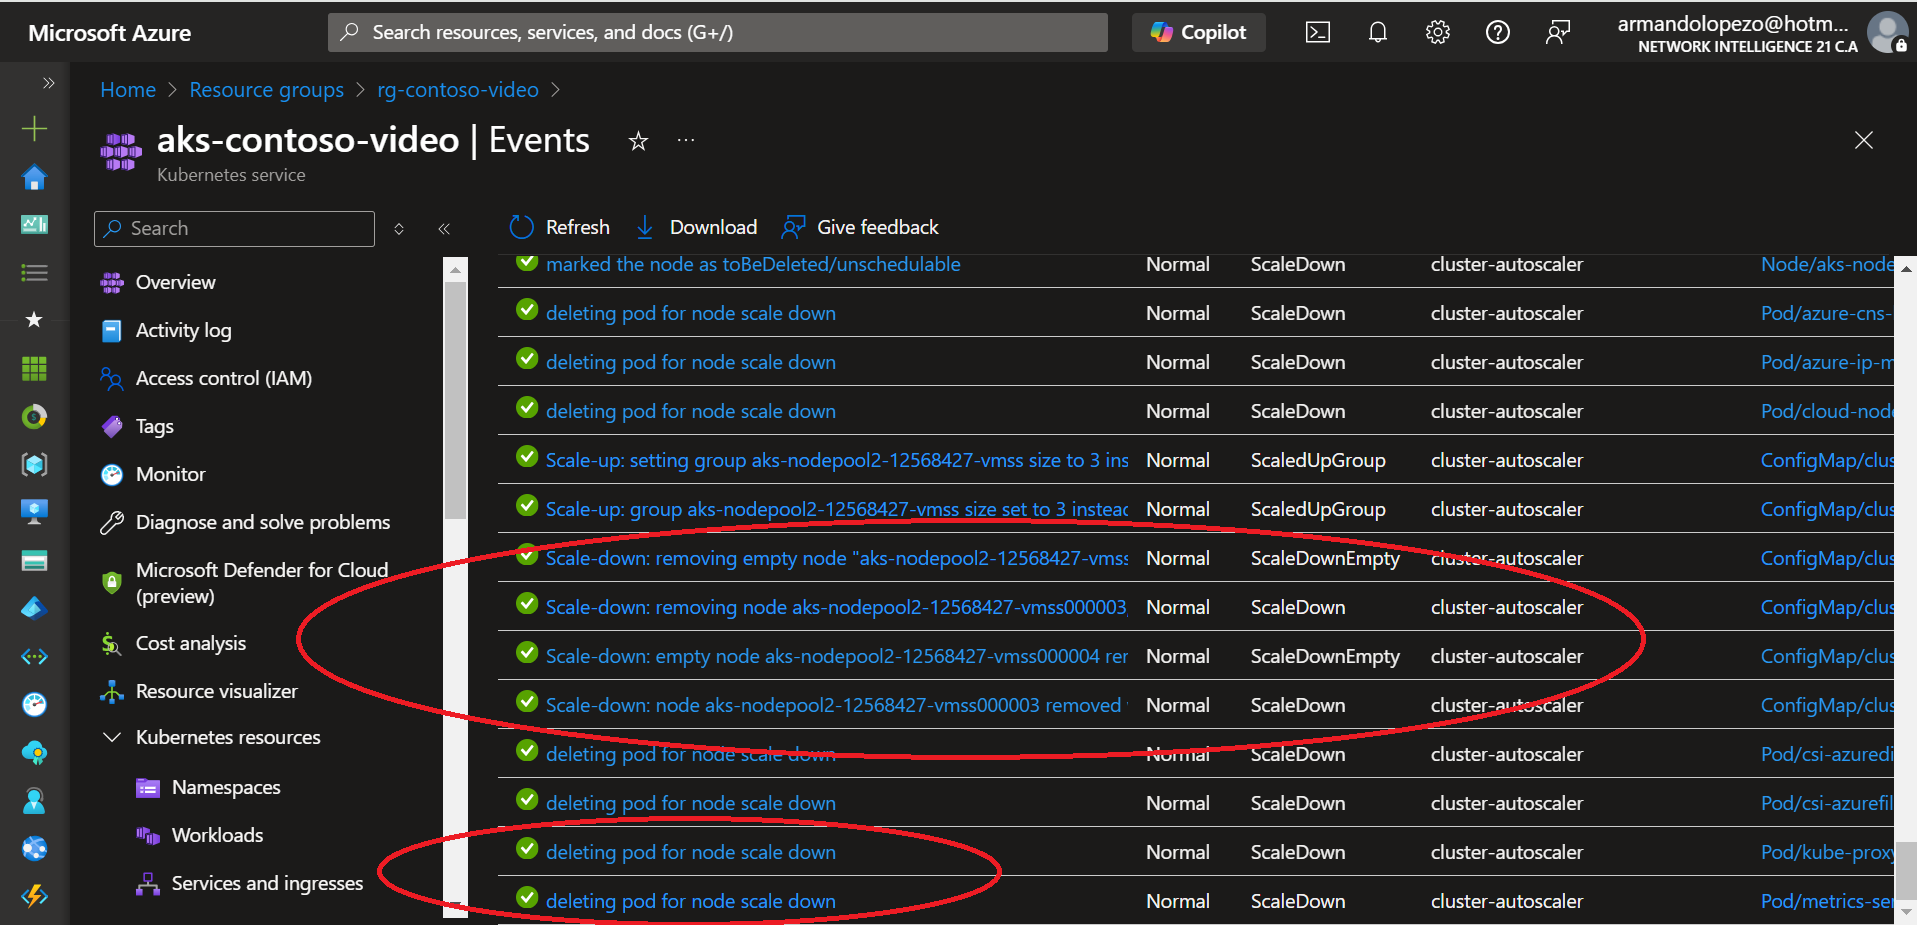 Microsoft Azure
Search resources, services, and docs (G+/)
Copilot
armandolopezo@hotm...
NETWORK INTELLIGENCE 21 C.A
Home > Resource groups > rg-contoso-video >
aks-contoso-video | Events
Kubernetes service
Search
Refresh
Download
Give feedback
Overview
Activity log
Access control (IAM)
Tags
Monitor
Diagnose and solve problems
Microsoft Defender for Cloud
(preview)
Cost analysis
Resource visualizer
Kubernetes resources
Namespaces
Workloads
Services and ingresses
marked the node as toBeDeleted/unschedulable Normal ScaleDown cluster-autoscaler Node/aks-node
deleting pod for node scale down Normal ScaleDown cluster-autoscaler Pod/azure-cns-
deleting pod for node scale down Normal ScaleDown cluster-autoscaler Pod/azure-ip-m
deleting pod for node scale down Normal ScaleDown cluster-autoscaler Pod/cloud-node
Scale-up: setting group aks-nodepool2-12568427-vmss size to 3 ins Normal ScaledUpGroup cluster-autoscaler ConfigMap/clus
Scale-up: group aks-nodepool2-12568427-vmss size set to 3 instead Normal ScaledUpGroup cluster-autoscaler ConfigMap/clus
Scale-down: removing empty node "aks-nodepool2-12568427-vmss Normal ScaleDownEmpty cluster-autoscaler ConfigMap/clus
Scale-down: removing node aks-nodepool2-12568427-vmss000003, Normal ScaleDown cluster-autoscaler ConfigMap/clus
Scale-down: empty node aks-nodepool2-12568427-vmss000004 rem Normal ScaleDownEmpty cluster-autoscaler ConfigMap/clus
Scale-down: node aks-nodepool2-12568427-vmss000003 removed Normal ScaleDown cluster-autoscaler ConfigMap/clus
deleting pod for node scale down Normal ScaleDown cluster-autoscaler Pod/csi-azuredi
deleting pod for node scale down Normal ScaleDown cluster-autoscaler Pod/csi-azurefil
deleting pod for node scale down Normal ScaleDown cluster-autoscaler Pod/kube-proxy
deleting pod for node scale down Normal ScaleDown cluster-autoscaler Pod/metrics-ser